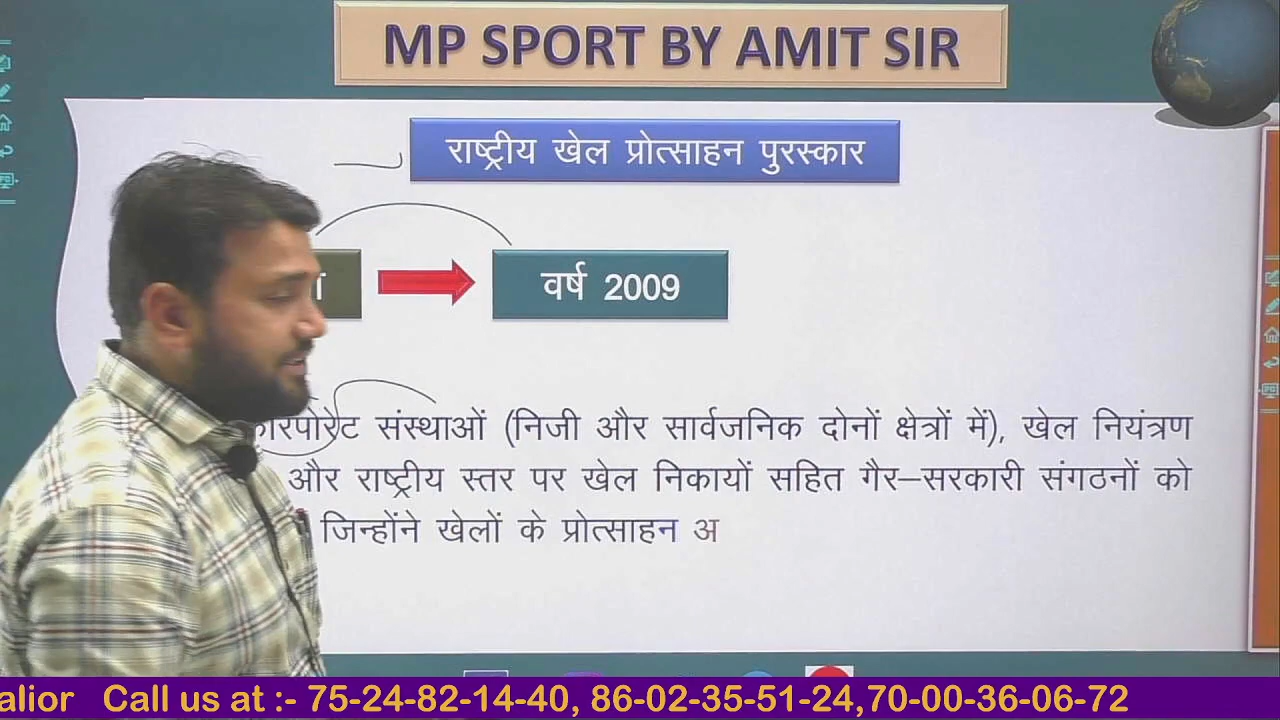 MP SPORT BY AMIT SIR
राष्ट्रीय खेल प्रोत्साहन पुरस्कार
वर्ष 2009
कारपोरेट संस्थाओं (निजी और सार्वजनिक दोनों क्षेत्रों में), खेल नियंत्रण
और राष्ट्रीय स्तर पर खेल निकायों सहित गैर–सरकारी संगठनों को
जिन्होंने खेलों के प्रोत्साहन अ
alior Call us at :- 75-24-82-14-40, 86-02-35-51-24,70-00-36-06-72